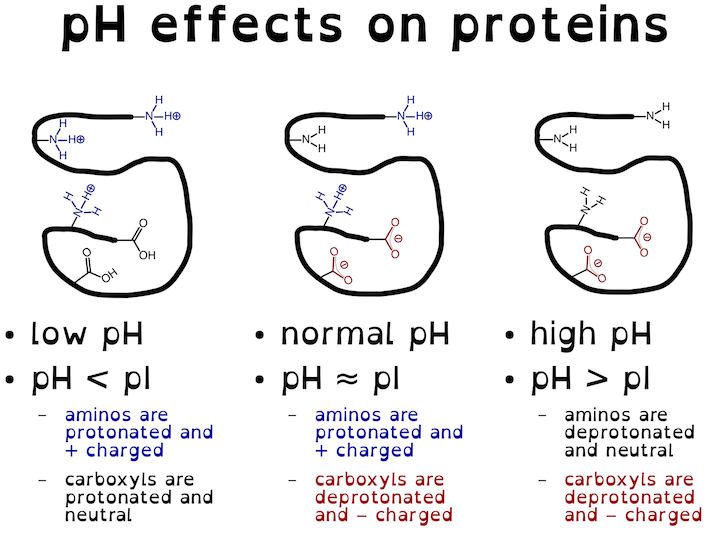 pH effects on proteins
H
N H⊕
H
H
N H⊕
H
H H⊕
N H
O
OH
O
OH
H
N H⊕
H
N H
H
H H⊕
N H
O
⊖
O
O
⊖
O
N H
H
N H
H
H
N H
O
⊖
O
O
⊖
O
• low pH
• pH < pI
– aminos are
protonated and
+ charged
– carboxyls are
protonated and
neutral
• normal pH
• pH ≈ pI
– aminos are
protonated and
+ charged
– carboxyls are
deprotonated
and – charged
• high pH
• pH > pI
– aminos are
deprotonated
and neutral
– carboxyls are
deprotonated
and – charged